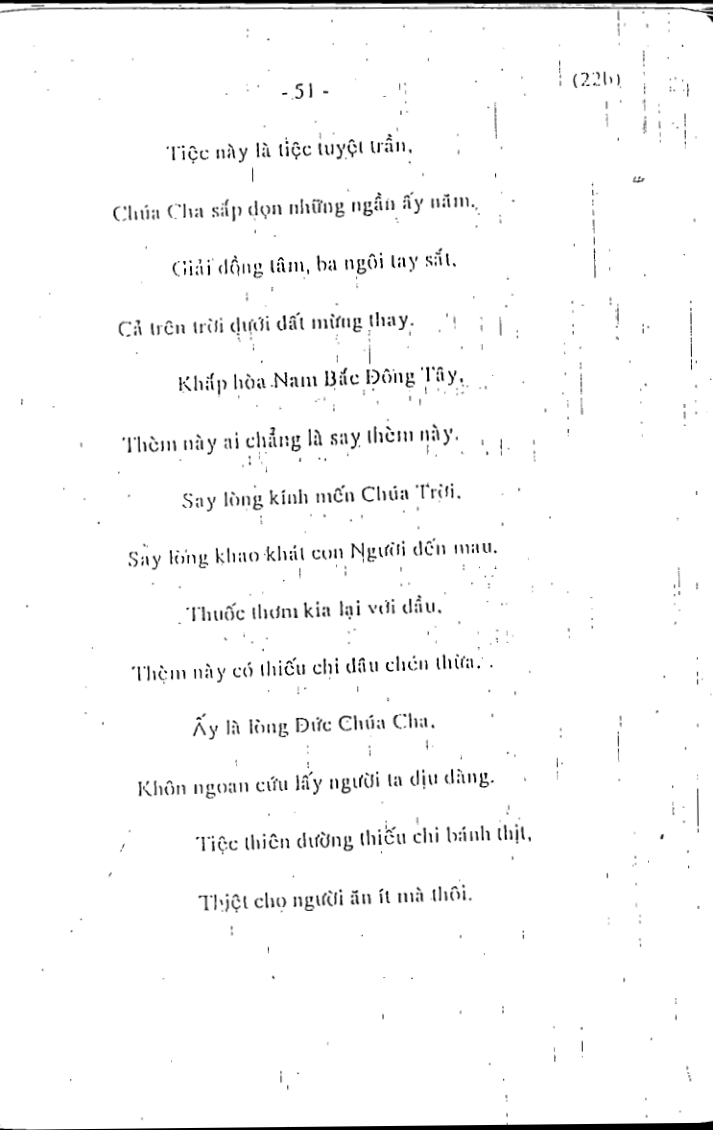 - 51 -
(22b)
Tiệc này là tiệc tuyệt trần,
Chúa Cha sắp dọn những ngần ấy năm.
Giải đồng tâm, ba ngôi tay sắt,
Cả trên trời dưới đất mừng thay.
Khắp hòa Nam Bắc Đông Tây,
Thèm này ai chẳng là say thèm này.
Say lòng kính mến Chúa Trời,
Say lòng khao khát con Người đến mau.
Thuốc thơm kia lại với dầu,
Thèm này có thiếu chi đâu chén thừa.
Ấy là lòng Đức Chúa Cha,
Khôn ngoan cứu lấy người ta dịu dàng.
Tiệc thiên đường thiếu chi bánh thịt,
Thiệt cho người ăn ít mà thôi.